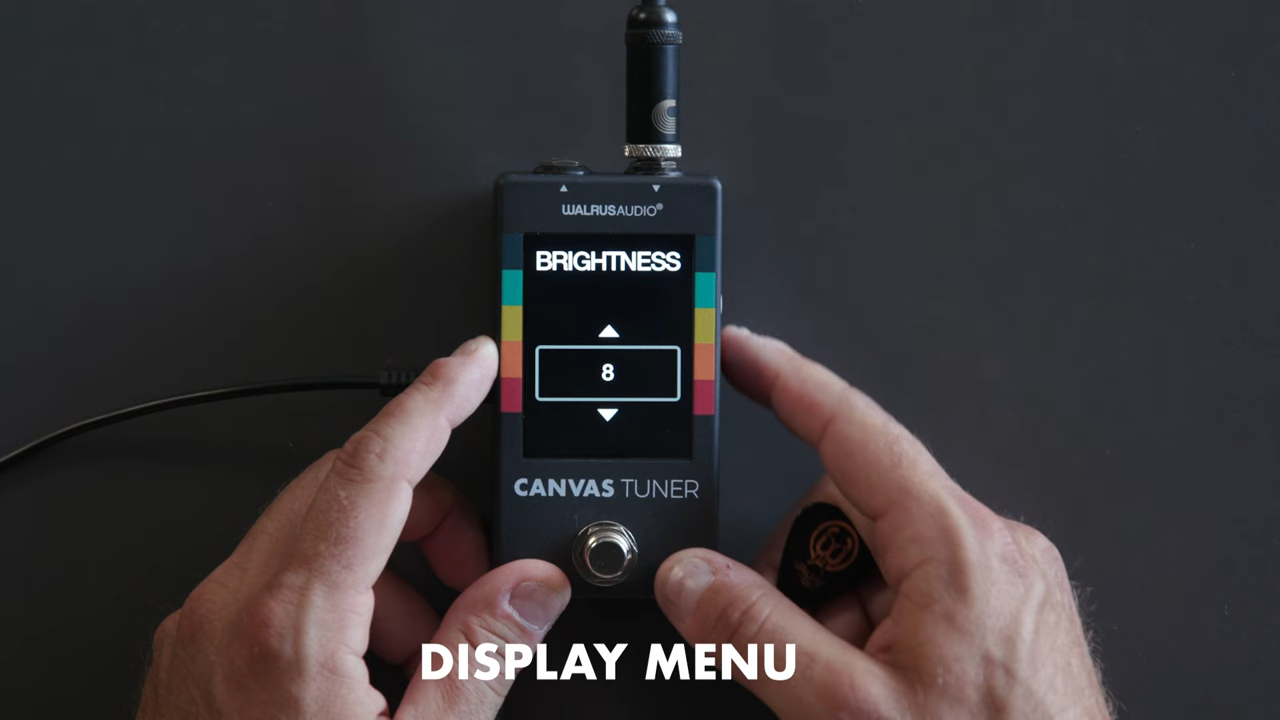 WALRUSAUDIO®
BRIGHTNESS
8
CANVAS TUNER
DISPLAY MENU